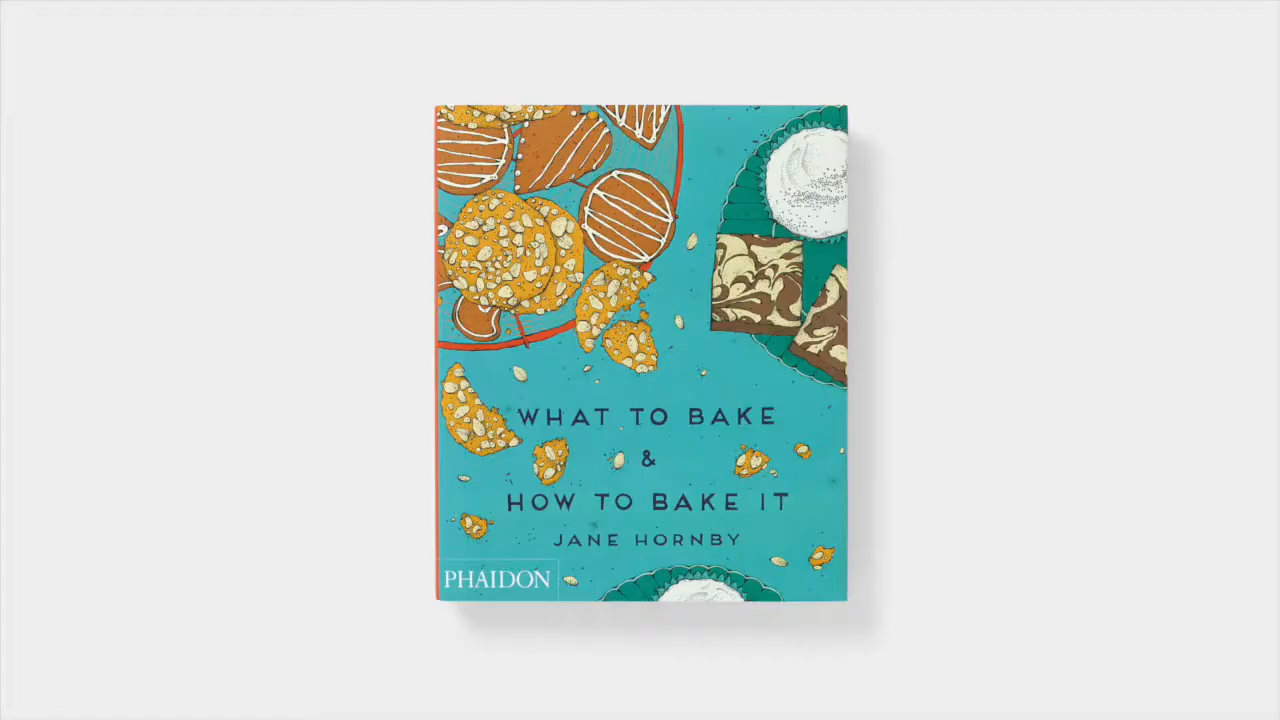 WHAT TO BAKE
&
HOW TO BAKE IT
JANE HORNBY
PHAIDON